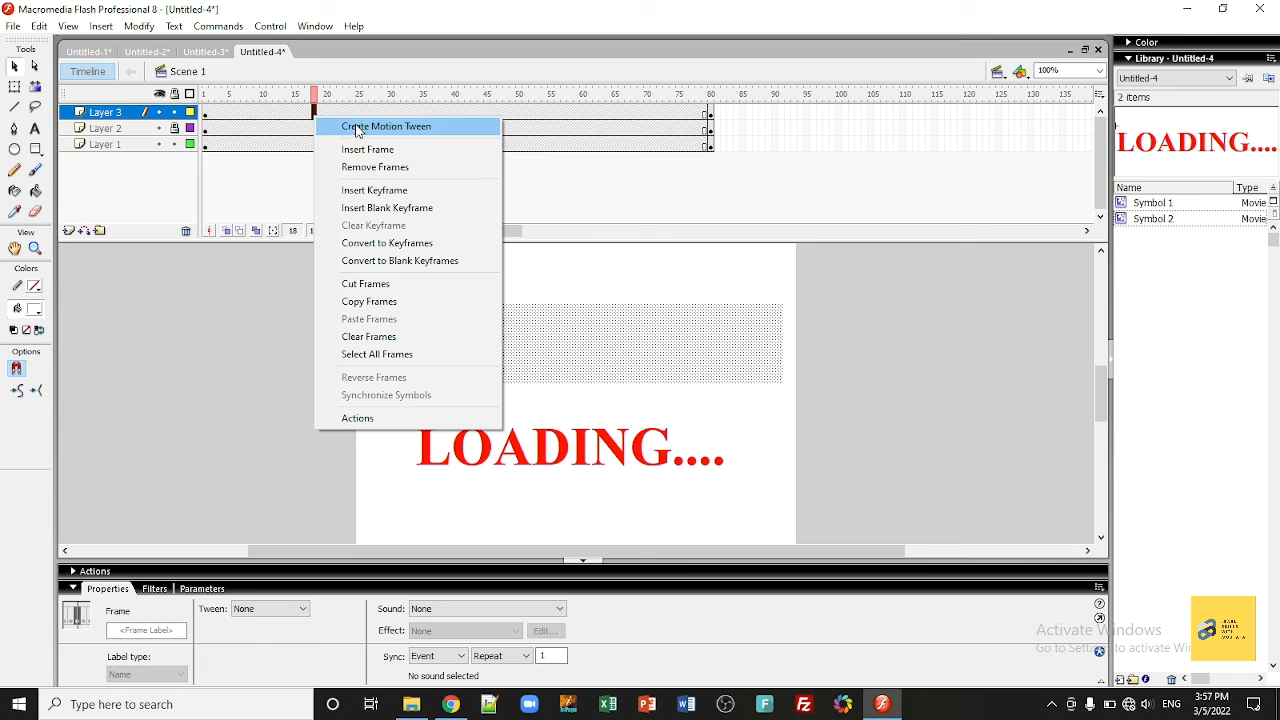 Macromedia Flash Professional 8 - [Untitled-4*]
File Edit View Insert Modify Text Commands Control Window Help
Tools
Untitled-1* Untitled-2* Untitled-3* Untitled-4*
Timeline Scene 1 100%
1 5 10 15 20 25 30 35 40 45 50 55 60 65 70 75 80 85 90 95 100 105 110 115 120 125 130 135
Layer 3
Layer 2
Layer 1
18
Create Motion Tween
Insert Frame
Remove Frames
Insert Keyframe
Insert Blank Keyframe
Clear Keyframe
Convert to Keyframes
Convert to Blank Keyframes
Cut Frames
Copy Frames
Paste Frames
Clear Frames
Select All Frames
Reverse Frames
Synchronize Symbols
Actions
LOADING....
View
Colors
Options
Color
Library - Untitled-4
Untitled-4
2 items
LOADING....
Name Type
Symbol 1 Movie
Symbol 2 Movie
Actions
Properties Filters Parameters
Frame Tween: None Sound: None
<Frame Label> Effect: None Edit...
Label type: Sync: Event Repeat 1
Name No sound selected
Activate Windows
Go to Settings to activate Wi
Type here to search
ENG
3:57 PM
3/5/2022